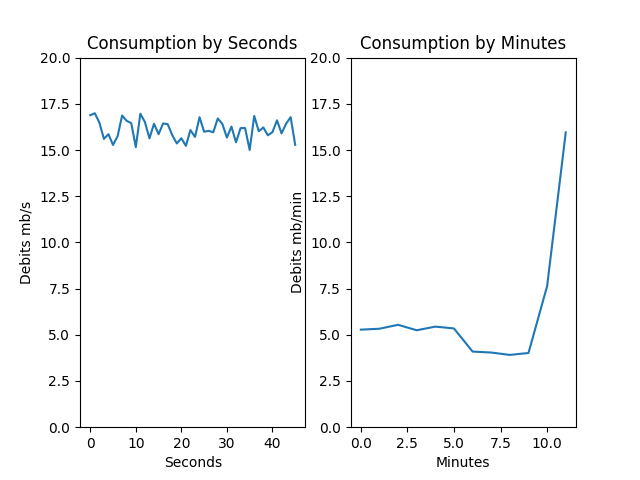 Consumption by Seconds
20.0
17.5
15.0
12.5
10.0
7.5
5.0
2.5
0.0
Debits mb/s
0 10 20 30 40
Seconds
Consumption by Minutes
20.0
17.5
15.0
12.5
10.0
7.5
5.0
2.5
0.0
Debits mb/min
0.0 2.5 5.0 7.5 10.0
Minutes